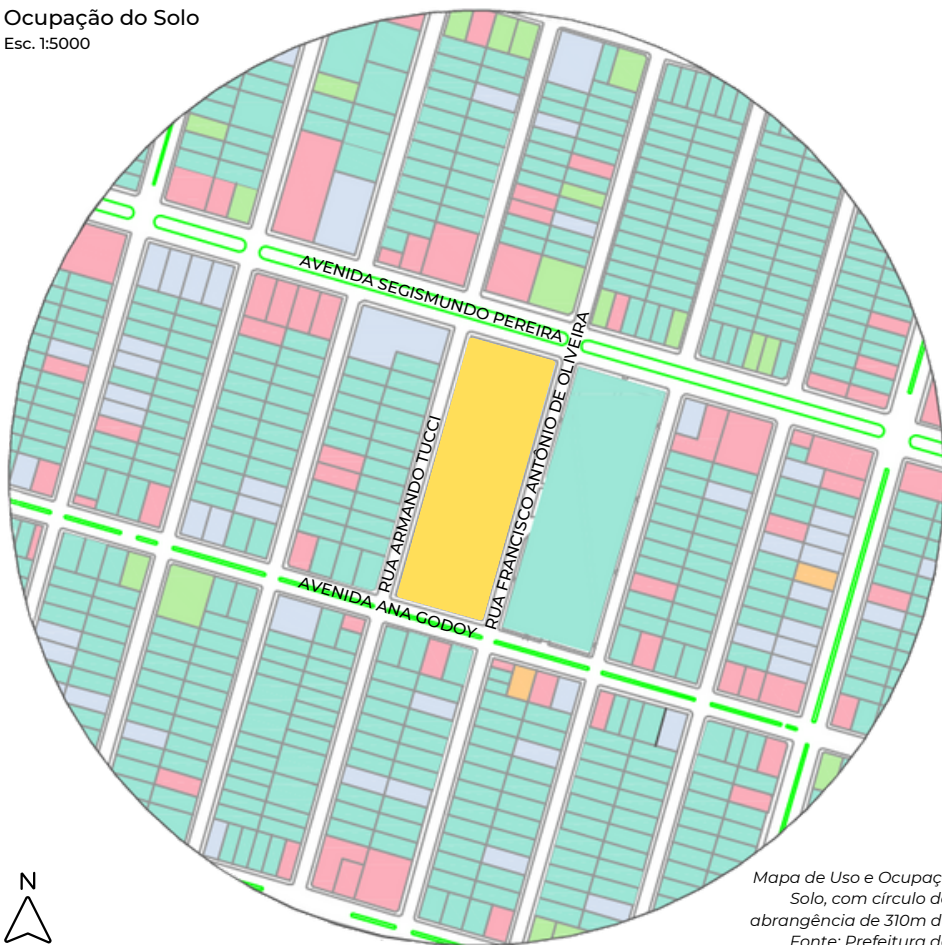 Ocupação do Solo
Esc. 1:5000
AVENIDA SEGISMUNDO PEREIRA
RUA FRANCISCO ANTÔNIO DE OLIVEIRA
RUA ARMANDO TUCCI
AVENIDA ANA GODOY
N
Mapa de Uso e Ocupaç
Solo, com círculo d
abrangência de 310m d
Fonte: Prefeitura d